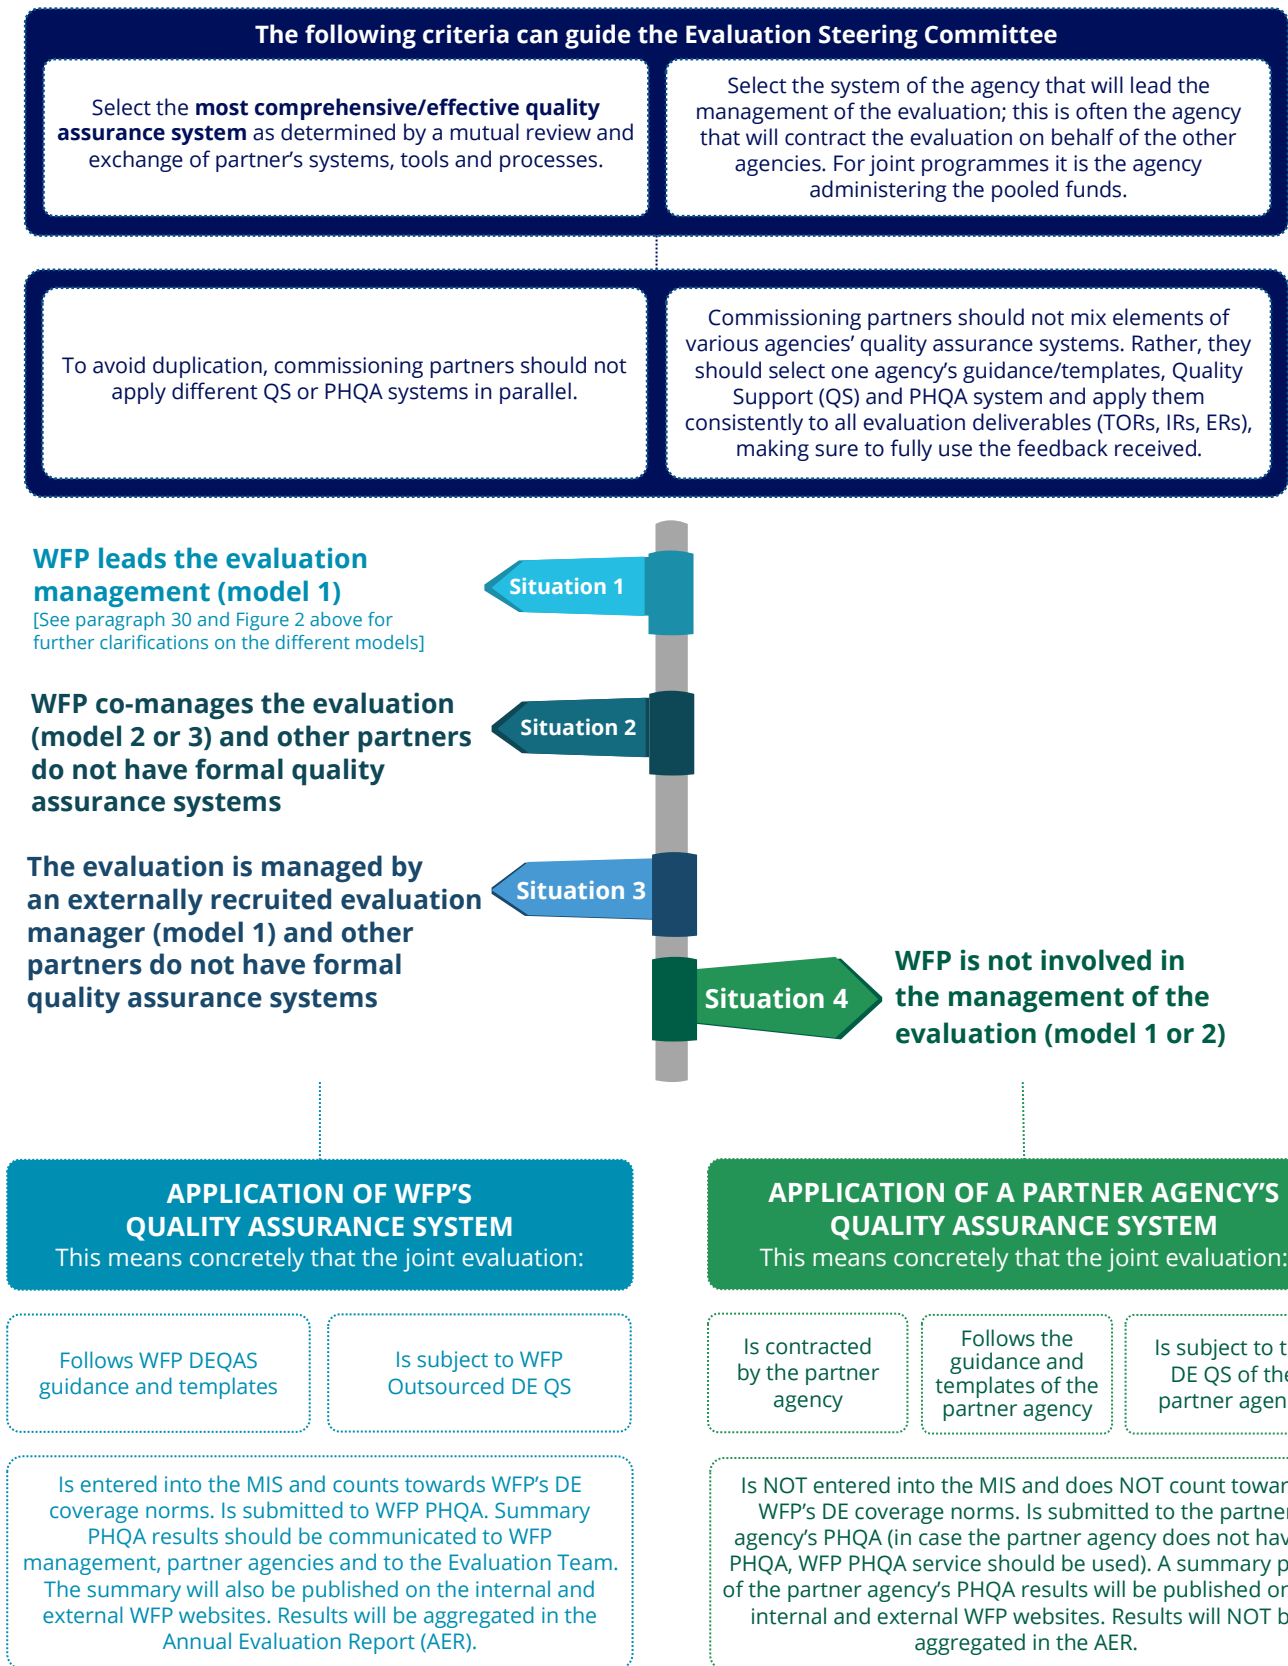 The following criteria can guide the Evaluation Steering Committee
Select the most comprehensive/effective quality
assurance system as determined by a mutual review and
exchange of partner’s systems, tools and processes.
Select the system of the agency that will lead the
management of the evaluation; this is often the agency
that will contract the evaluation on behalf of the other
agencies. For joint programmes it is the agency
administering the pooled funds.
To avoid duplication, commissioning partners should not
apply different QS or PHQA systems in parallel.
Commissioning partners should not mix elements of
various agencies’ quality assurance systems. Rather, they
should select one agency’s guidance/templates, Quality
Support (QS) and PHQA system and apply them
consistently to all evaluation deliverables (TORs, IRs, ERs),
making sure to fully use the feedback received.
WFP leads the evaluation
management (model 1)
[See paragraph 30 and Figure 2 above for
further clarifications on the different models]
Situation 1
WFP co-manages the evaluation
(model 2 or 3) and other partners
do not have formal quality
assurance systems
Situation 2
The evaluation is managed by
an externally recruited evaluation
manager (model 1) and other
partners do not have formal
quality assurance systems
Situation 3
Situation 4
WFP is not involved in
the management of the
evaluation (model 1 or 2)
APPLICATION OF WFP’S
QUALITY ASSURANCE SYSTEM
This means concretely that the joint evaluation:
Follows WFP DEQAS
guidance and templates
Is subject to WFP
Outsourced DE QS
Is entered into the MIS and counts towards WFP’s DE
coverage norms. Is submitted to WFP PHQA. Summary
PHQA results should be communicated to WFP
management, partner agencies and to the Evaluation Team.
The summary will also be published on the internal and
external WFP websites. Results will be aggregated in the
Annual Evaluation Report (AER).
APPLICATION OF A PARTNER AGENCY’S
QUALITY ASSURANCE SYSTEM
This means concretely that the joint evaluation:
Is contracted
by the partner
agency
Follows the
guidance and
templates of the
partner agency
Is subject to
DE QS of the
partner
Is NOT entered into the MIS and does NOT count
WFP’s DE coverage norms. Is submitted to the partner
agency’s PHQA (in case the partner agency does not
PHQA, WFP PHQA service should be used). A summary
of the partner agency’s PHQA results will be published on
internal and external WFP websites. Results will NOT
aggregated in the AER.